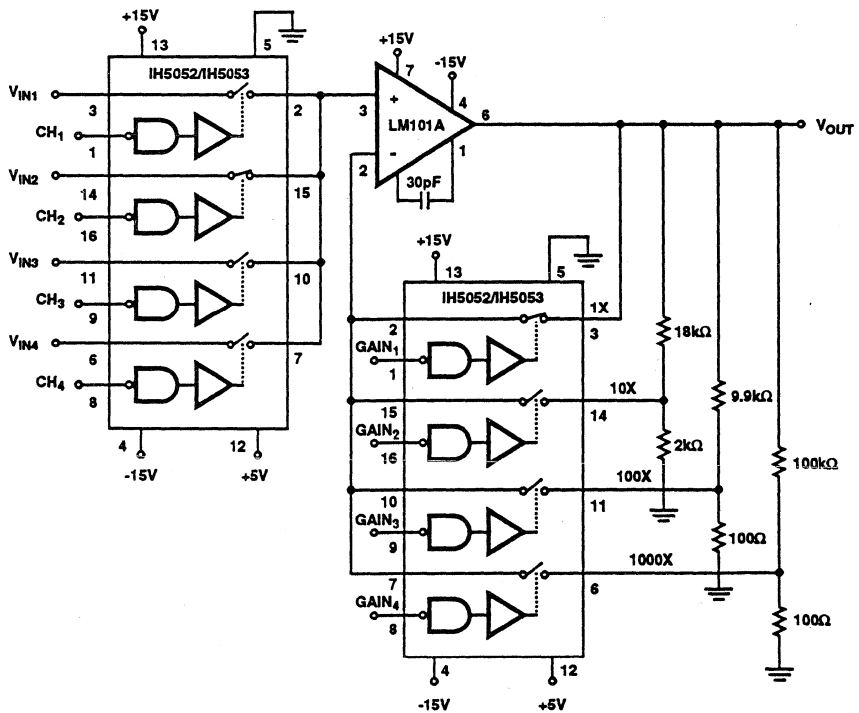 +15V
13
5
IH5052/IH5053
VIN1
3
2
CH1
1
VIN2
14
15
CH2
16
VIN3
11
10
CH3
9
VIN4
6
7
CH4
8
4
12
-15V
+5V
+15V
7
-15V
4
+
3
LM101A
6
VOUT
-
2
1
30pF
+15V
13
5
IH5052/IH5053
1X
2
3
GAIN1
1
18kΩ
10X
15
14
GAIN2
16
2kΩ
9.9kΩ
100X
10
11
GAIN3
9
100kΩ
100Ω
1000X
7
6
GAIN4
8
100Ω
4
12
-15V
+5V